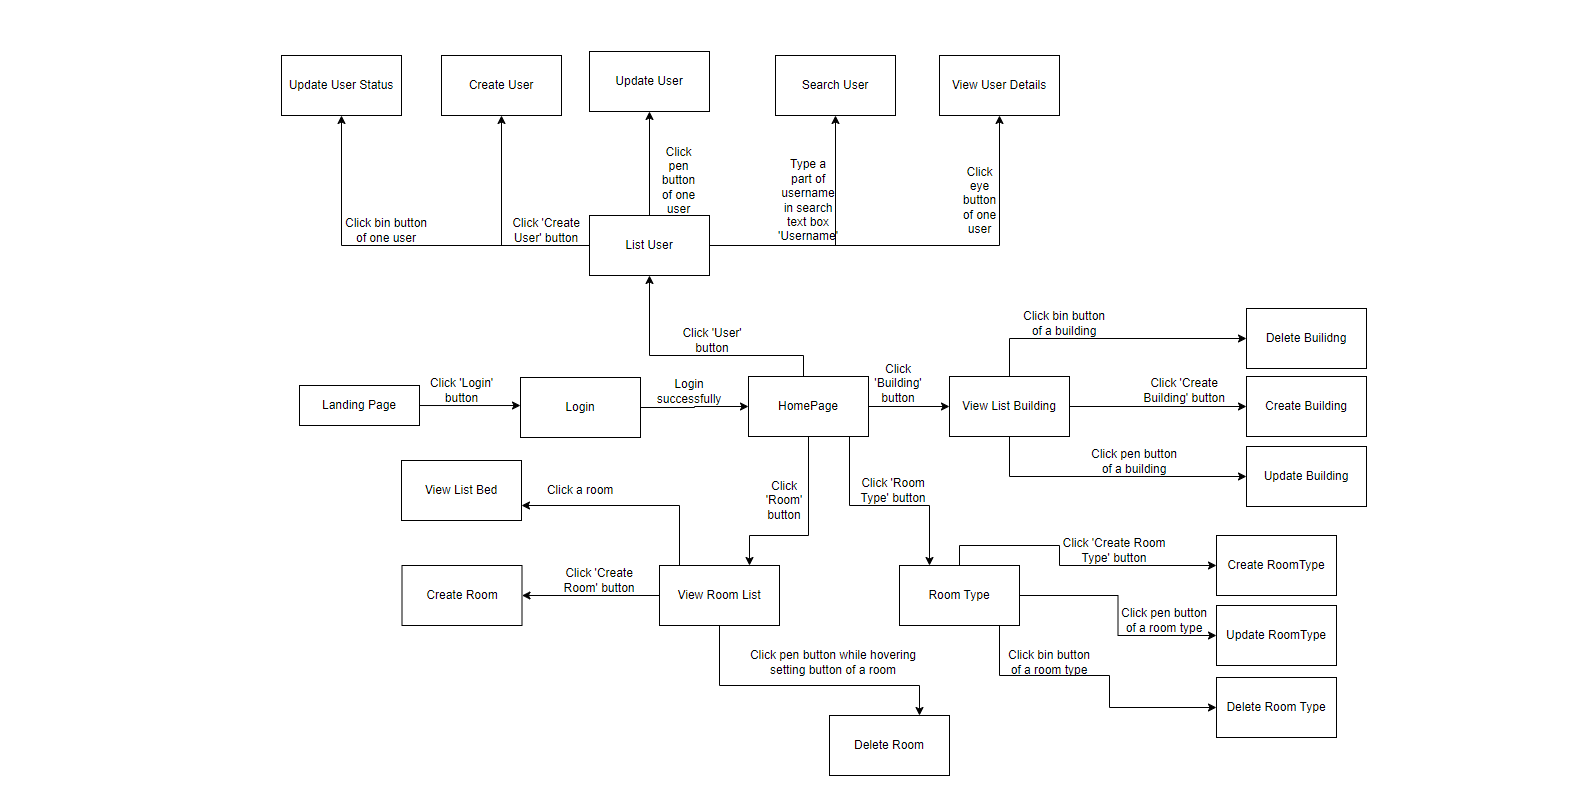 Update User Status
Create User
Update User
Search User
View User Details
Click
pen
button
of one
user
Type a
part of
username
in search
text box
'Username'
Click
eye
button
of one
user
Click bin button
of one user
Click 'Create
User' button
List User
Click 'User'
button
Click bin button
of a building
Delete Builidng
Landing Page
Click 'Login'
button
Login
Login
successfully
HomePage
Click
'Building'
button
View List Building
Click 'Create
Building' button
Create Building
Click pen button
of a building
Update Building
View List Bed
Click a room
Click
'Room'
button
Click 'Room
Type' button
Create Room
Click 'Create
Room' button
View Room List
Room Type
Click 'Create Room
Type' button
Create RoomType
Click pen button
of a room type
Update RoomType
Click bin button
of a room type
Delete Room Type
Click pen button while hovering
setting button of a room
Delete Room